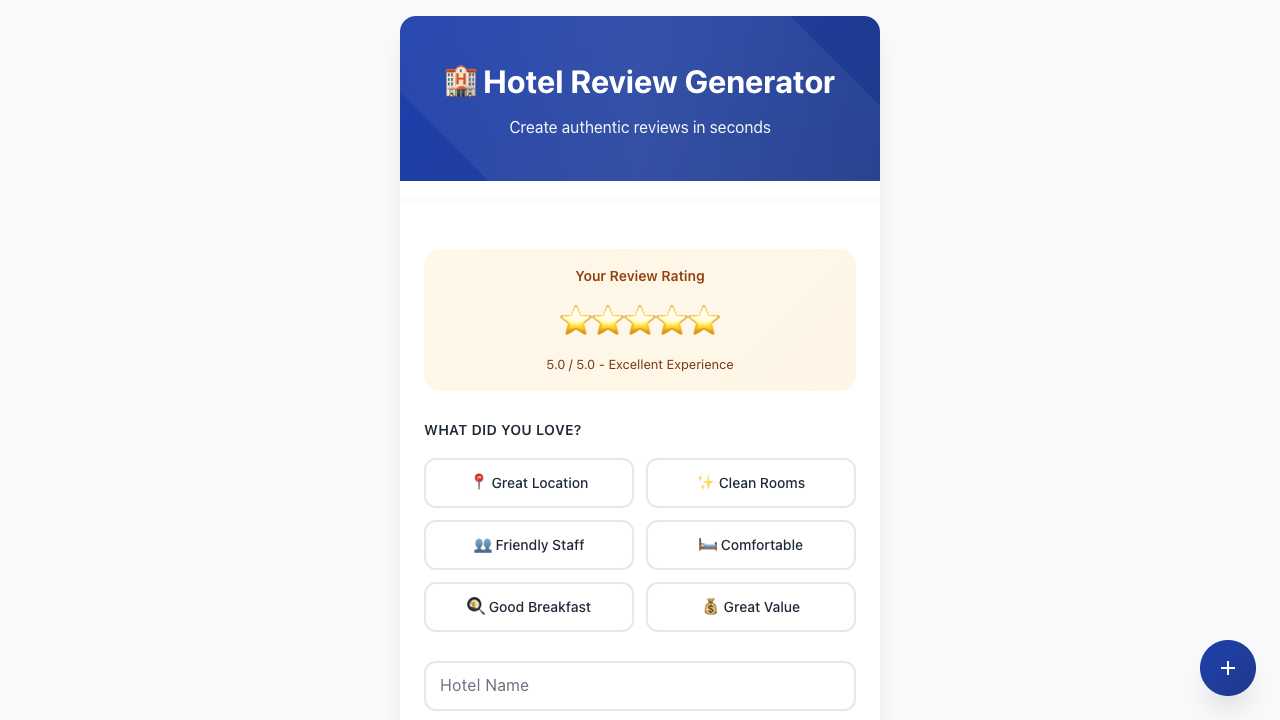 🏨 Hotel Review Generator
Create authentic reviews in seconds
Your Review Rating
⭐⭐⭐⭐⭐
5.0 / 5.0 - Excellent Experience
WHAT DID YOU LOVE?
📍 Great Location
✨ Clean Rooms
👥 Friendly Staff
🛏️ Comfortable
🍳 Good Breakfast
💰 Great Value
Hotel Name
+